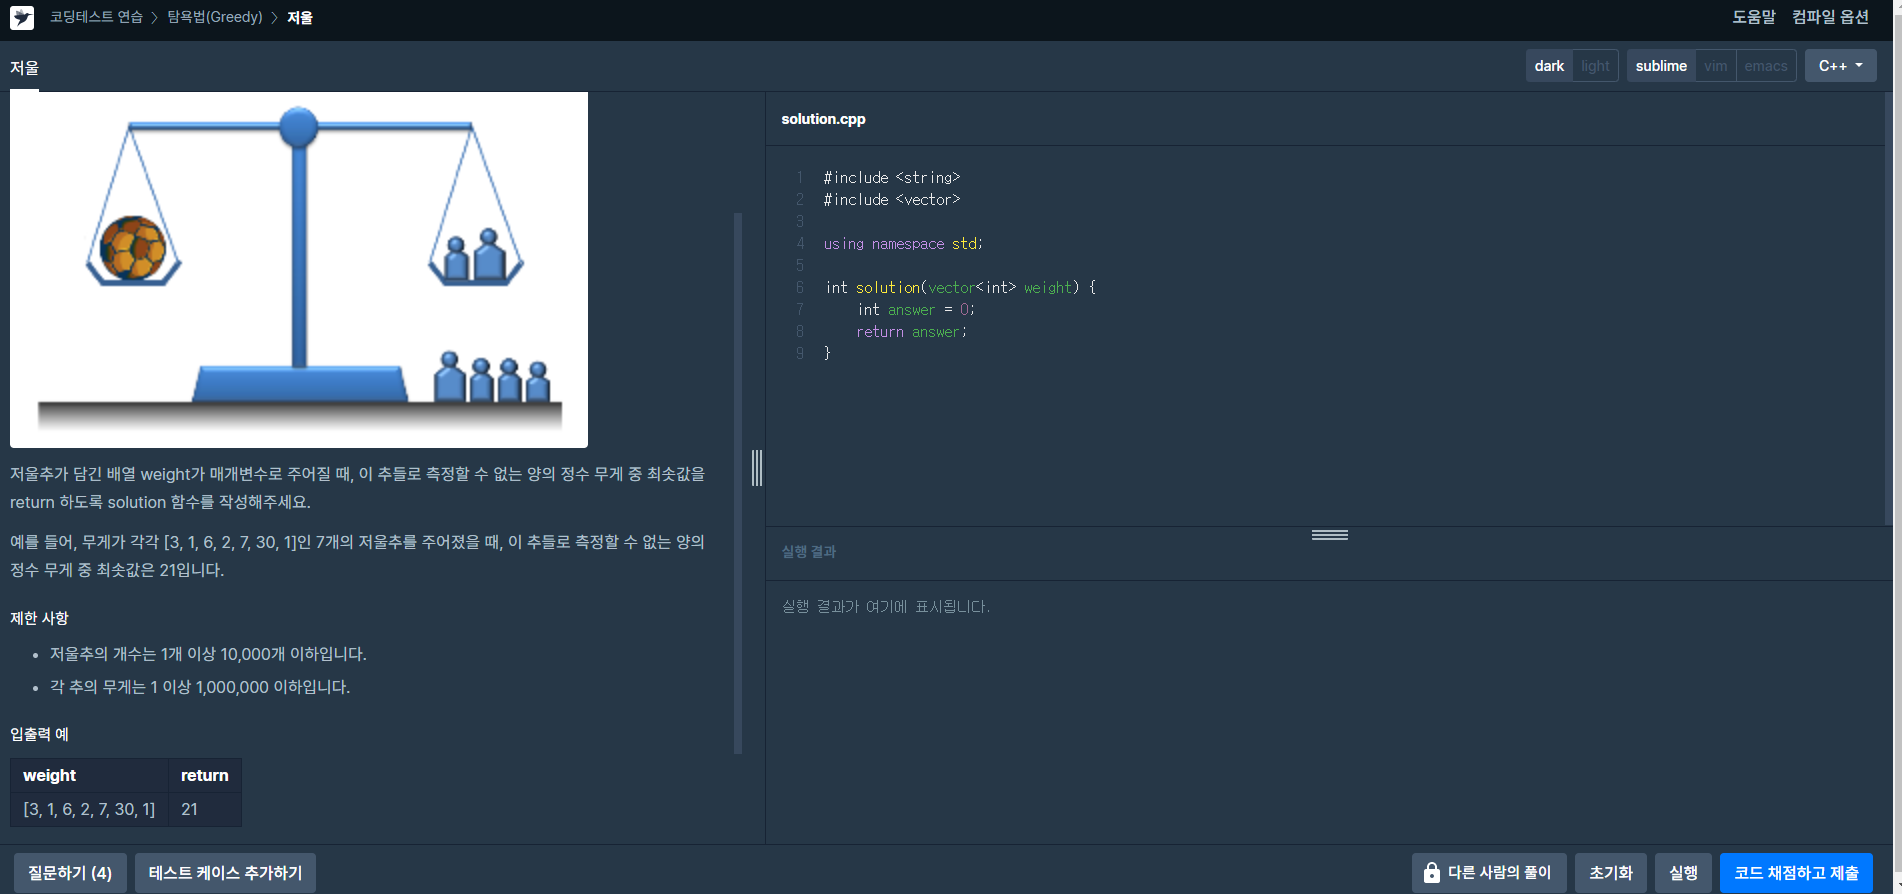 코딩테스트 연습 > 탐욕법(Greedy) > 저울
도움말 컴파일 옵션
저울
dark light sublime vim emacs C++
저울추가 담긴 배열 weight가 매개변수로 주어질 때, 이 추들로 측정할 수 없는 양의 정수 무게 중 최솟값을
return 하도록 solution 함수를 작성해주세요.
예를 들어, 무게가 각각 [3, 1, 6, 2, 7, 30, 1]인 7개의 저울추를 주어졌을 때, 이 추들로 측정할 수 없는 양의
정수 무게 중 최솟값은 21입니다.
제한 사항
저울추의 개수는 1개 이상 10,000개 이하입니다.
각 추의 무게는 1 이상 1,000,000 이하입니다.
입출력 예
weight return
[3, 1, 6, 2, 7, 30, 1] 21
solution.cpp
1 #include <string>
2 #include <vector>
3
4 using namespace std;
5
6 int solution(vector<int> weight) {
7 int answer = 0;
8 return answer;
9 }
실행 결과
실행 결과가 여기에 표시됩니다.
질문하기 (4) 테스트 케이스 추가하기
다른 사람의 풀이 초기화 실행 코드 채점하고 제출